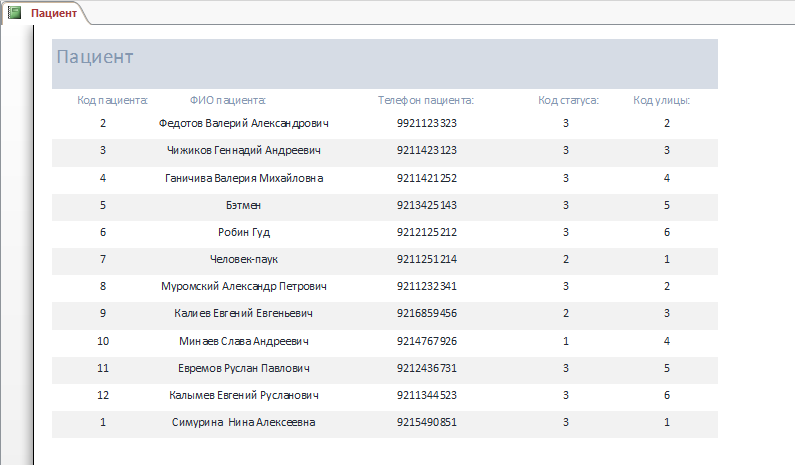 Пациент
Пациент
Код пациента: ФИО пациента: Телефон пациента: Код статуса: Код улицы:
2 Федотов Валерий Александрович 9921123323 3 2
3 Чижиков Геннадий Андреевич 9211423123 3 3
4 Ганичива Валерия Михайловна 9211421252 3 4
5 Бэтмен 9213425143 3 5
6 Робин Гуд 9212125212 3 6
7 Человек-паук 9211251214 2 1
8 Муромский Александр Петрович 9211232341 3 2
9 Калиев Евгений Евгеньевич 9216859456 2 3
10 Минаев Слава Андреевич 9214767926 1 4
11 Евремов Руслан Павлович 9212436731 3 5
12 Калымев Евгений Русланович 9211344523 3 6
1 Симурина Нина Алексеевна 9215490851 3 1